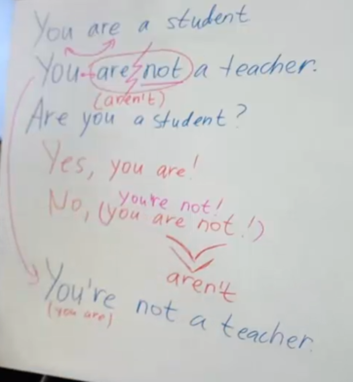 You are a student
You are not a teacher.
(aren't)
Are you a student?
Yes, you are!
you're not!
No, (you are not!)
aren't
You're not a teacher.
(you are)